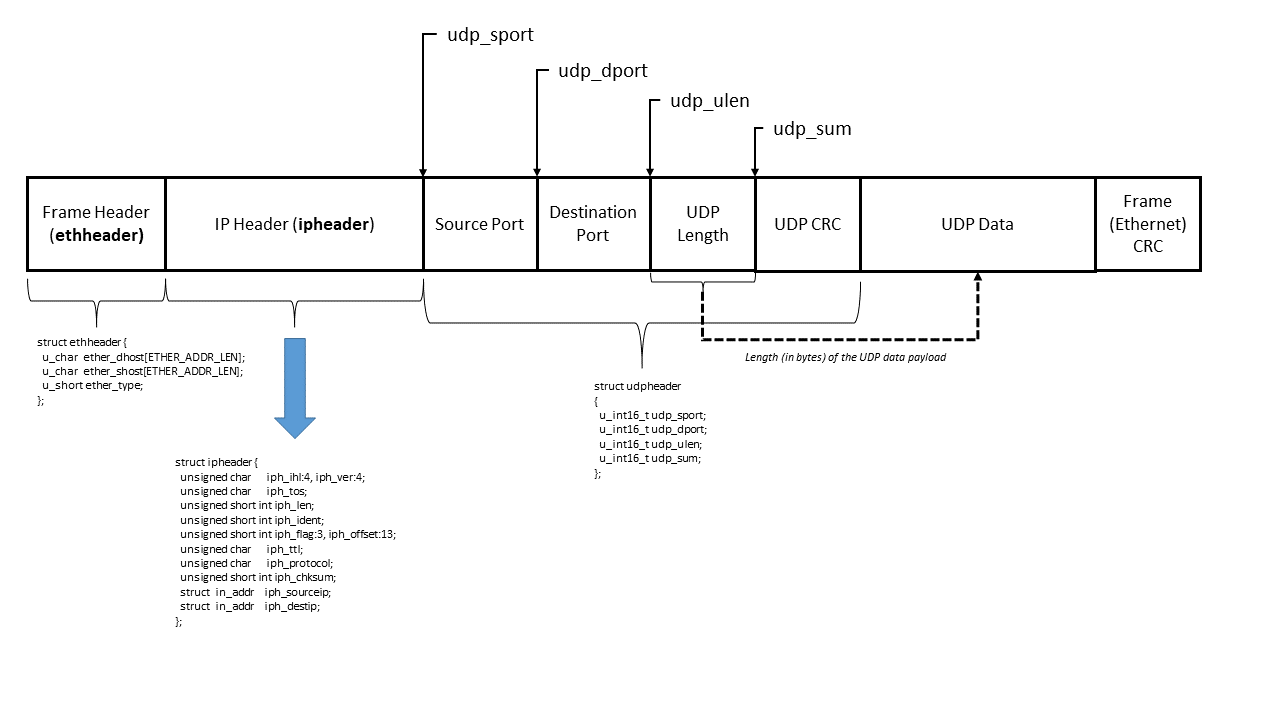 udp_sport
udp_dport
udp_ulen
udp_sum
Frame Header
(ethheader)
IP Header (ipheader)
Source Port
Destination
Port
UDP
Length
UDP CRC
UDP Data
Frame
(Ethernet)
CRC
struct ethheader {
u_char ether_dhost[ETHER_ADDR_LEN];
u_char ether_shost[ETHER_ADDR_LEN];
u_short ether_type;
};
Length (in bytes) of the UDP data payload
struct udpheader
{
u_int16_t udp_sport;
u_int16_t udp_dport;
u_int16_t udp_ulen;
u_int16_t udp_sum;
};
struct ipheader {
unsigned char iph_ihl:4, iph_ver:4;
unsigned char iph_tos;
unsigned short int iph_len;
unsigned short int iph_ident;
unsigned short int iph_flag:3, iph_offset:13;
unsigned char iph_ttl;
unsigned char iph_protocol;
unsigned short int iph_chksum;
struct in_addr iph_sourceip;
struct in_addr iph_destip;
};